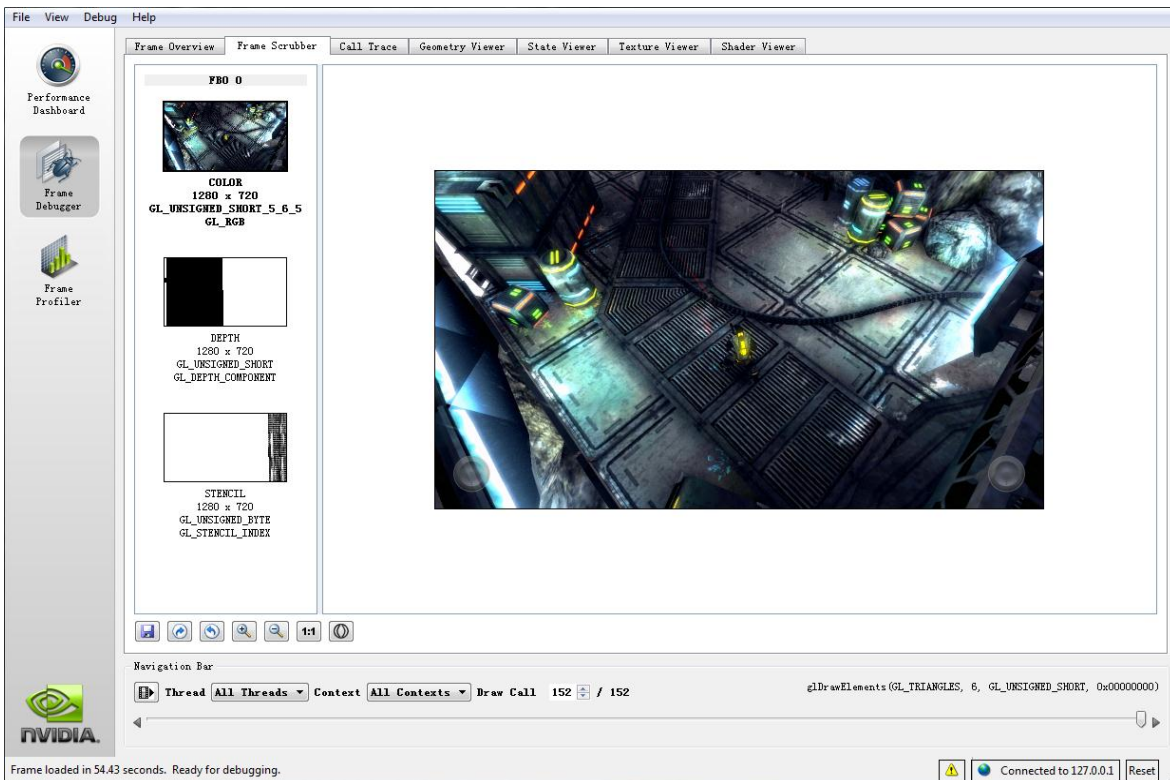 File View Debug Help
Performance
Dashboard
Frame
Debugger
Frame
Profiler
NVIDIA.
Frame Overview Frame Scrubber Call Trace Geometry Viewer State Viewer Texture Viewer Shader Viewer
FBO 0
COLOR
1280 x 720
GL_UNSIGNED_SHORT_5_6_5
GL_RGB
DEPTH
1280 x 720
GL_UNSIGNED_SHORT
GL_DEPTH_COMPONENT
STENCIL
1280 x 720
GL_UNSIGNED_BYTE
GL_STENCIL_INDEX
1:1
Navigation Bar
Thread All Threads Context All Contexts Draw Call 152 / 152
glDrawElements(GL_TRIANGLES, 6, GL_UNSIGNED_SHORT, 0x00000000)
Frame loaded in 54.43 seconds. Ready for debugging.
Connected to 127.0.0.1 Reset